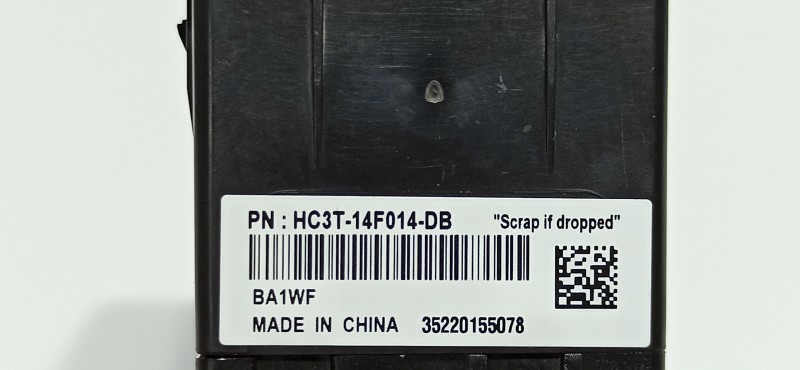 PN : HC3T-14F014-DB "Scrap if dropped"
BA1WF
MADE IN CHINA 35220155078